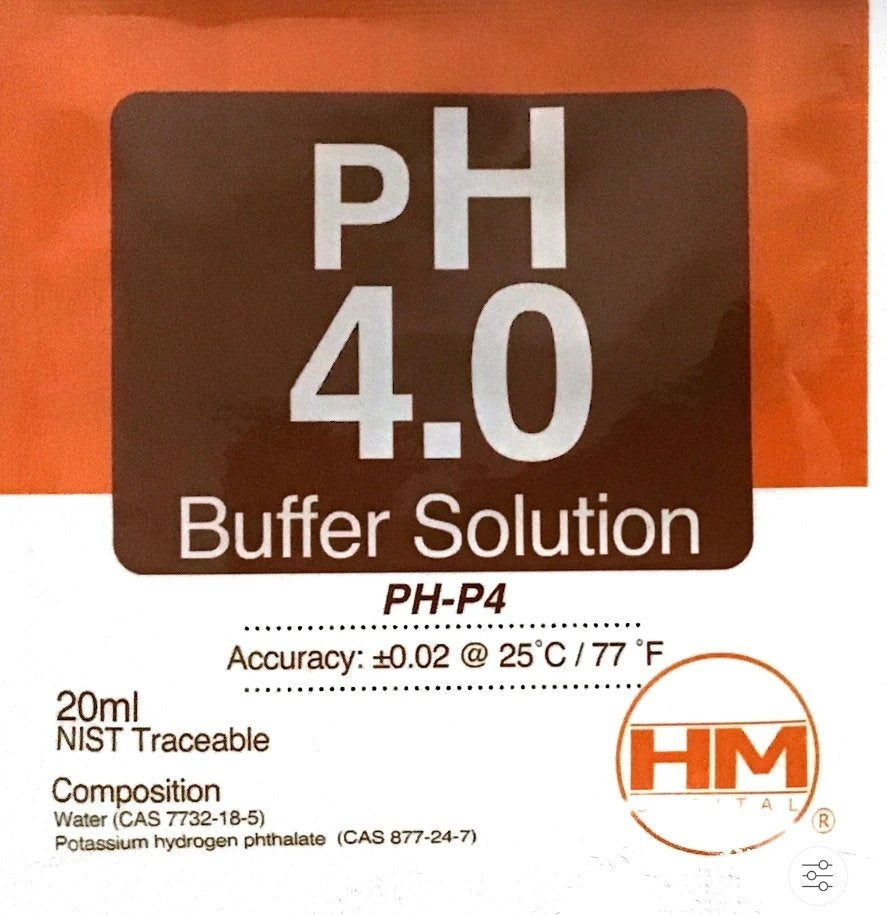 PH
4.0
Buffer Solution
PH-P4
Accuracy: ±0.02 @ 25°C / 77 °F
20ml
NIST Traceable
Composition
Water (CAS 7732-18-5)
Potassium hydrogen phthalate (CAS 877-24-7)
HM
®